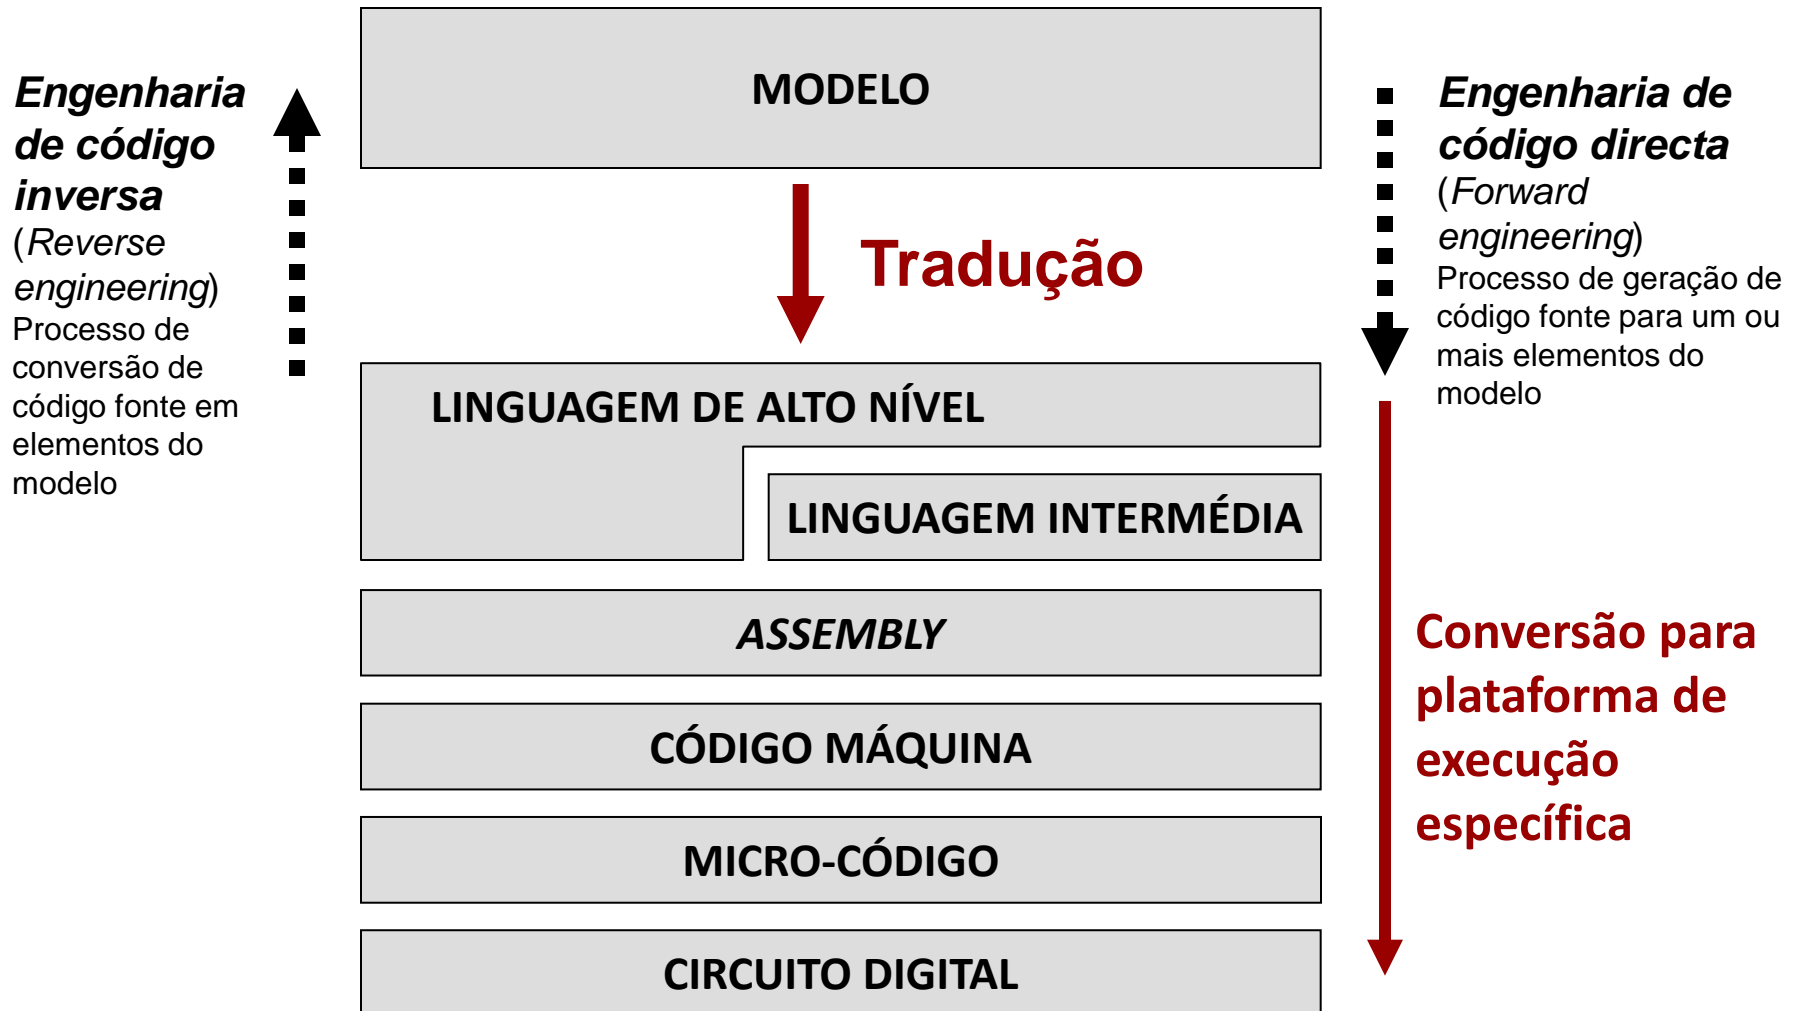 MODELO
Engenharia
de código
inversa
(Reverse
engineering)
Processo de
conversão de
código fonte em
elementos do
modelo
Tradução
Engenharia de
código directa
(Forward
engineering)
Processo de geração de
código fonte para um ou
mais elementos do
modelo
LINGUAGEM DE ALTO NÍVEL
LINGUAGEM INTERMÉDIA
ASSEMBLY
CÓDIGO MÁQUINA
MICRO-CÓDIGO
CIRCUITO DIGITAL
Conversão para
plataforma de
execução
específica